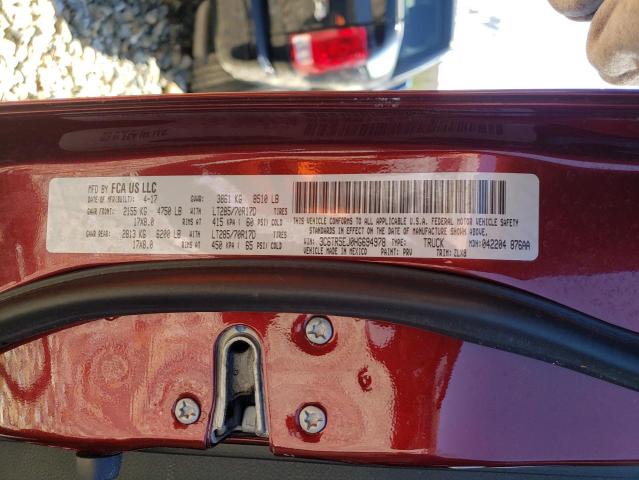 MFD BY FCA US LLC
DATE OF MFR(BUILT): 4-17 GVWR: 3861 KG 8510 LB
GAWR FRONT: 2155 KG 4750 LB WITH LT285/70R17D TIRES
17X8.0 RIMS AT 415 KPA ( 60 PSI) COLD
GAWR REAR: 2813 KG 6200 LB WITH LT285/70R17D TIRES
17X8.0 RIMS AT 450 KPA ( 65 PSI) COLD
THIS VEHICLE CONFORMS TO ALL APPLICABLE U.S.A. FEDERAL MOTOR VEHICLE SAFETY
STANDARDS IN EFFECT ON THE DATE OF MANUFACTURE SHOWN ABOVE.
VIN: 3C6TR5EJ0HG694978 TYPE: TRUCK MDH: 042204 876AA
VEHICLE MADE IN MEXICO PAINT: PRV TRIM: ZLX8